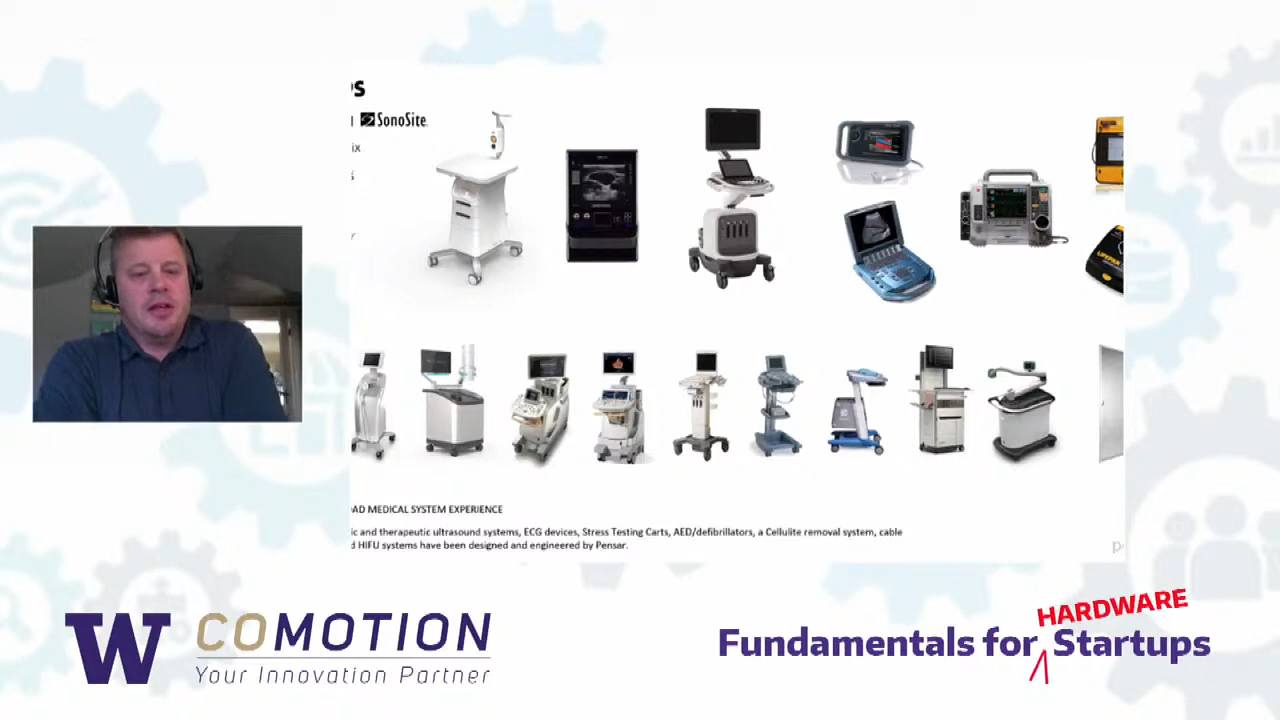 PS
SonoSite
ix
LIFEPAK
AD MEDICAL SYSTEM EXPERIENCE
ic and therapeutic ultrasound systems, ECG devices, Stress Testing Carts, AED/defibrillators, a Cellulite removal system, cable
d HIFU systems have been designed and engineered by Pensar.
p
W COMOTION
Your Innovation Partner
HARDWARE
Fundamentals for Startups